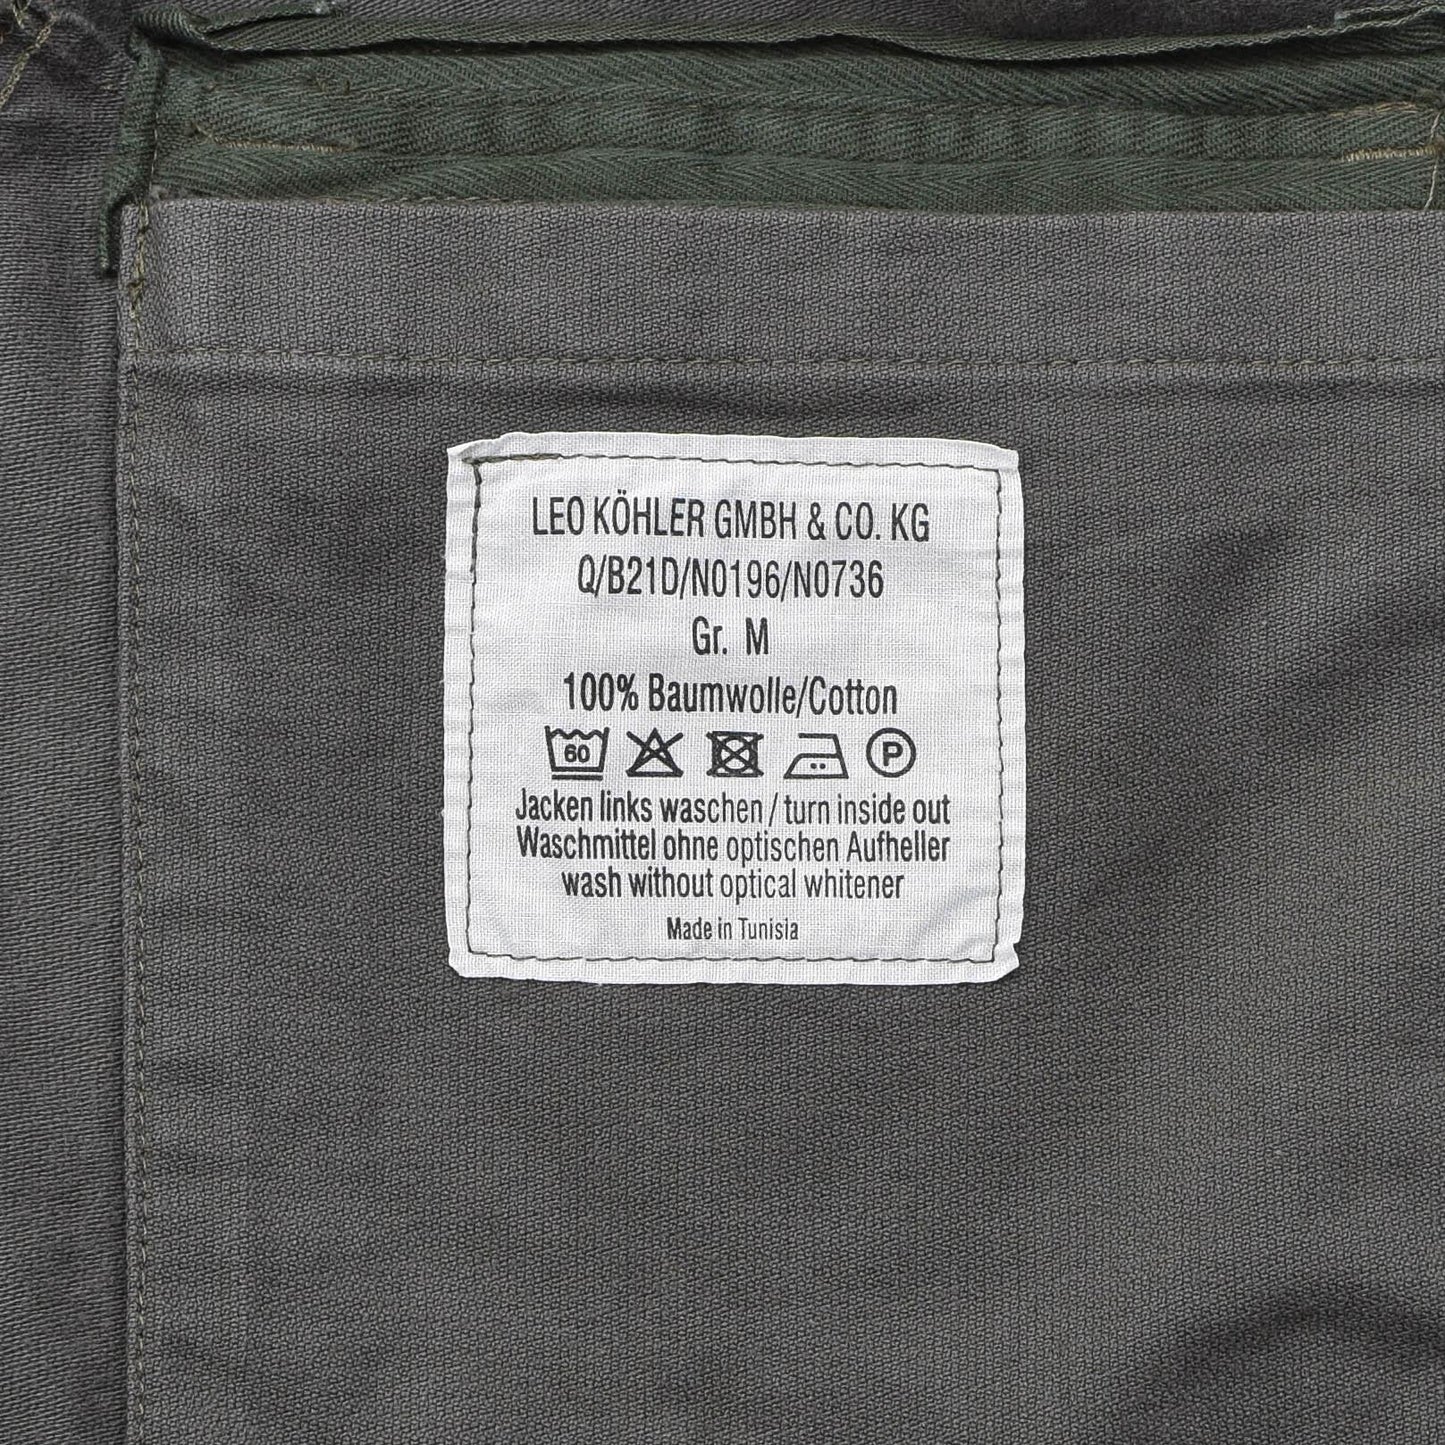 LEO KÖHLER GMBH & CO. KG
Q/B21D/N0196/N0736
Gr. M
100% Baumwolle/Cotton
60 P
Jacken links waschen / turn inside out
Waschmittel ohne optischen Aufheller
wash without optical whitener
Made in Tunisia